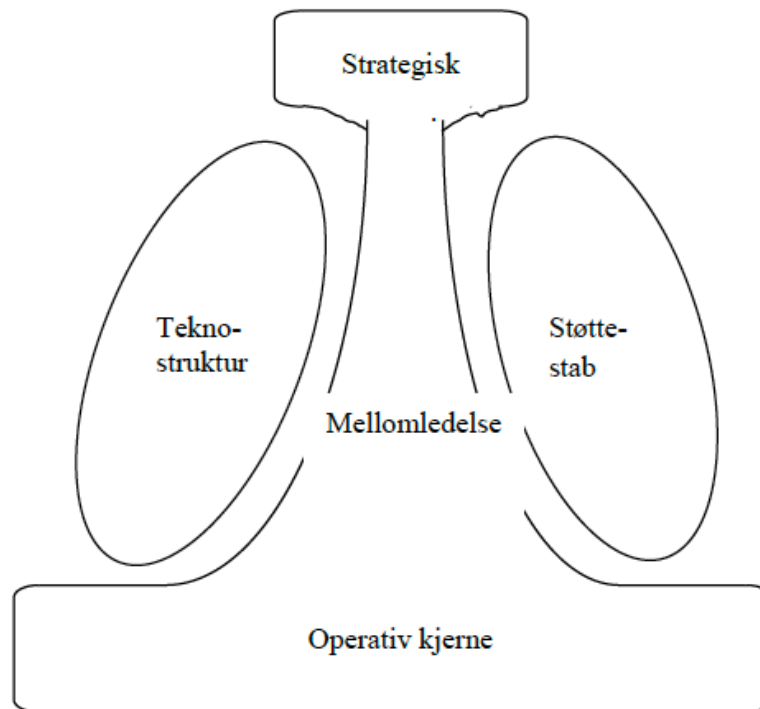 Strategisk
Tekno-
struktur
Støtte-
stab
Mellomledelse
Operativ kjerne